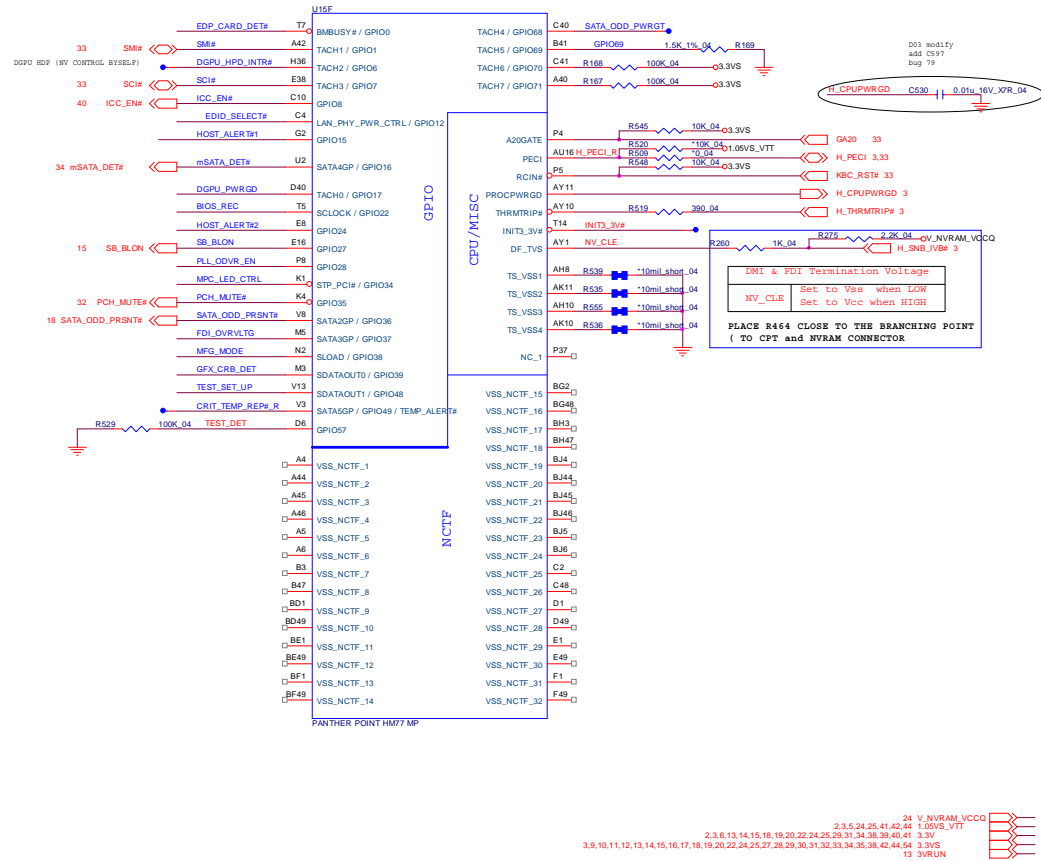 U15F
EDP_CARD_DET# T7 BMBUSY# / GPIO0
33 SMI# SMI# A42 TACH1 / GPIO1
DGPU HDP (NV CONTROL BYSELF) DGPU_HPD_INTR# H36 TACH2 / GPIO6
33 SCI# SCI# E38 TACH3 / GPIO7
40 ICC_EN# ICC_EN# C10 GPIO8
EDID_SELECT# C4 LAN_PHY_PWR_CTRL / GPIO12
HOST_ALERT#1 G2 GPIO15
34 mSATA_DET# mSATA_DET# U2 SATA4GP / GPIO16
DGPU_PWRGD D40 TACH0 / GPIO17
BIOS_REC T5 SCLOCK / GPIO22
HOST_ALERT#2 E8 GPIO24
15 SB_BLON SB_BLON E16 GPIO27
PLL_ODVR_EN P8 GPIO28
MPC_LED_CTRL K1 STP_PCI# / GPIO34
32 PCH_MUTE# PCH_MUTE# K4 GPIO35
18 SATA_ODD_PRSNT# SATA_ODD_PRSNT# V8 SATA2GP / GPIO36
FDI_OVRVLTG M5 SATA3GP / GPIO37
MFG_MODE N2 SLOAD / GPIO38
GFX_CRB_DET M3 SDATAOUT0 / GPIO39
TEST_SET_UP V13 SDATAOUT1 / GPIO48
CRIT_TEMP_REP#_R V3 SATA5GP / GPIO49 / TEMP_ALERT#
R529 100K_04 TEST_DET D6 GPIO57
A4 VSS_NCTF_1
A44 VSS_NCTF_2
A45 VSS_NCTF_3
A46 VSS_NCTF_4
A5 VSS_NCTF_5
A6 VSS_NCTF_6
B3 VSS_NCTF_7
B47 VSS_NCTF_8
BD1 VSS_NCTF_9
BD49 VSS_NCTF_10
BE1 VSS_NCTF_11
BE49 VSS_NCTF_12
BF1 VSS_NCTF_13
BF49 VSS_NCTF_14
PANTHER POINT HM77 MP
GPIO
CPU/MISC
NCTF
TACH4 / GPIO68 C40 SATA_ODD_PWRGT
TACH5 / GPIO69 B41 GPIO69 1.5K_1%_04 R169
TACH6 / GPIO70 C41 R168 100K_04 3.3VS
TACH7 / GPIO71 A40 R167 100K_04 3.3VS
A20GATE P4 R545 10K_04 3.3VS GA20 33
R520 *10K_04 1.05VS_VTT
PECI AU16 H_PECI_R R509 *0_04 H_PECI 3,33
R548 10K_04 3.3VS
RCIN# P5 KBC_RST# 33
PROCPWRGD AY11 H_CPUPWRGD 3
THRMTRIP# AY10 R519 390_04 H_THRMTRIP# 3
INIT3_3V# T14 INIT3_3V#
DF_TVS AY1 NV_CLE R260 1K_04 R275 2.2K_04 V_NVRAM_VCCQ
H_SNB_IVB# 3
TS_VSS1 AH8 R539 *10mil_short_04
TS_VSS2 AK11 R535 *10mil_short_04
TS_VSS3 AH10 R555 *10mil_short_04
TS_VSS4 AK10 R536 *10mil_short_04
NC_1 P37
VSS_NCTF_15 BG2
VSS_NCTF_16 BG48
VSS_NCTF_17 BH3
VSS_NCTF_18 BH47
VSS_NCTF_19 BJ4
VSS_NCTF_20 BJ44
VSS_NCTF_21 BJ45
VSS_NCTF_22 BJ46
VSS_NCTF_23 BJ5
VSS_NCTF_24 BJ6
VSS_NCTF_25 C2
VSS_NCTF_26 C48
VSS_NCTF_27 D1
VSS_NCTF_28 D49
VSS_NCTF_29 E1
VSS_NCTF_30 E49
VSS_NCTF_31 F1
VSS_NCTF_32 F49
D03 modify
add C597
bug 79
H_CPUPWRGD C530 0.01u_16V_X7R_04
DMI & FDI Termination Voltage
NV_CLE
Set to Vss when LOW
Set to Vcc when HIGH
PLACE R464 CLOSE TO THE BRANCHING POINT
( TO CPT and NVRAM CONNECTOR
24 V_NVRAM_VCCQ
2,3,5,24,25,41,42,44 1.05VS_VTT
2,3,6,13,14,15,18,19,20,22,24,25,29,31,34,38,39,40,41 3.3V
3,9,10,11,12,13,14,15,16,17,18,19,20,22,24,25,27,28,29,30,31,32,33,34,35,38,42,44,54 3.3VS
13 3VRUN